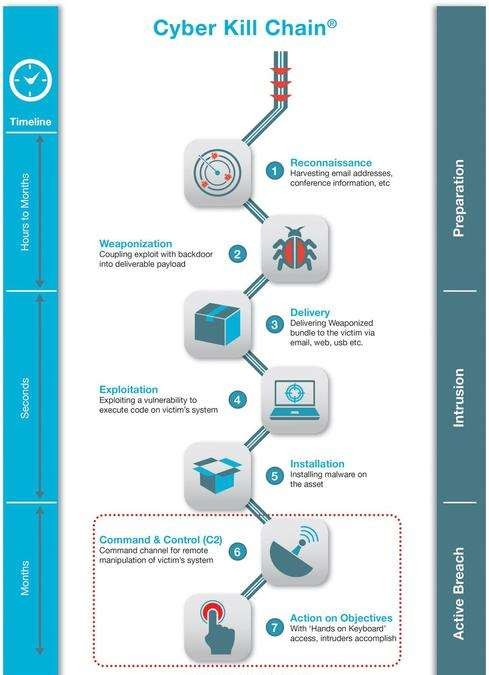 Cyber Kill Chain®
Timeline
Hours to Months
Seconds
Months
1
Reconnaissance
Harvesting email addresses,
conference information, etc
Weaponization
Coupling exploit with backdoor
into deliverable payload
2
3
Delivery
Delivering Weaponized
bundle to the victim via
email, web, usb etc.
Exploitation
Exploiting a vulnerability to
execute code on victim's system
4
5
Installation
Installing malware on
the asset
Command & Control (C2)
Command channel for remote
manipulation of victim's system
6
7
Action on Objectives
With 'Hands on Keyboard'
access, intruders accomplish
Preparation
Intrusion
Active Breach